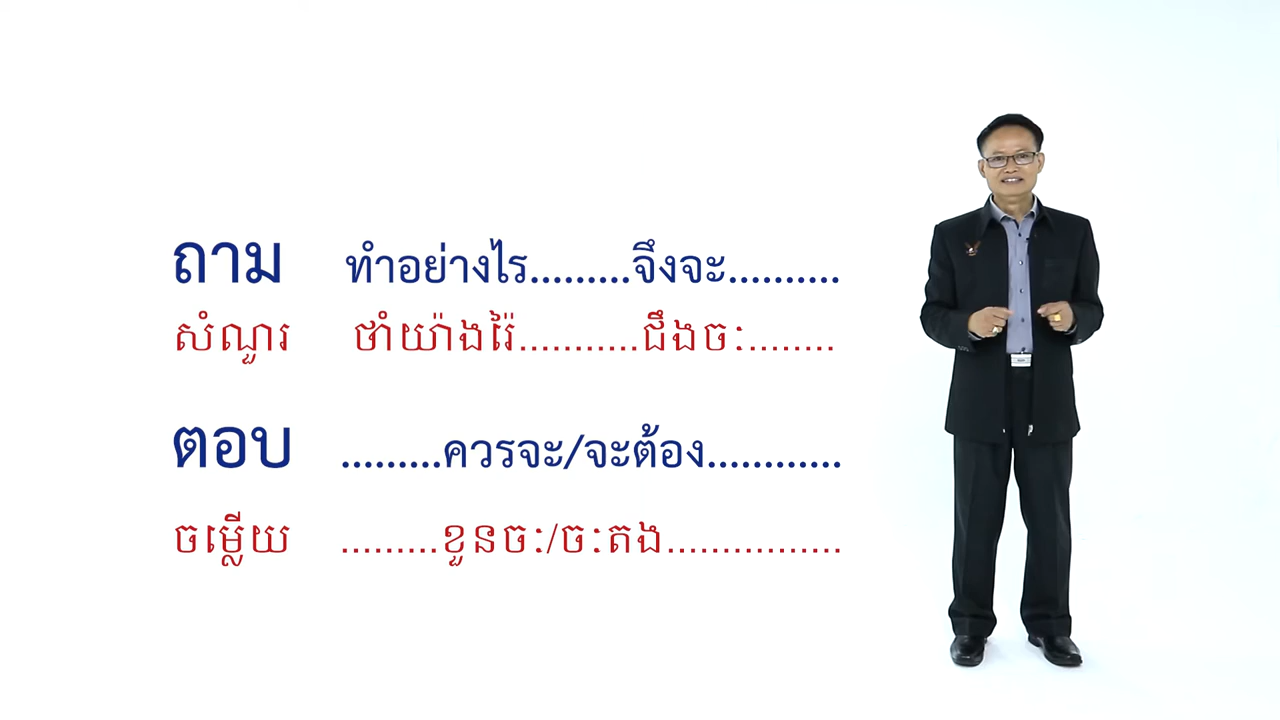 ถาม ทำอย่างไร.........จึงจะ..........
សំណួរ ថាំយ៉ាងរ៉ៃ...........ជឹងចៈ........
ตอบ .........ควรจะ/จะต้อง............
ចម្លើយ .........ខួនចៈ/ចៈតង................